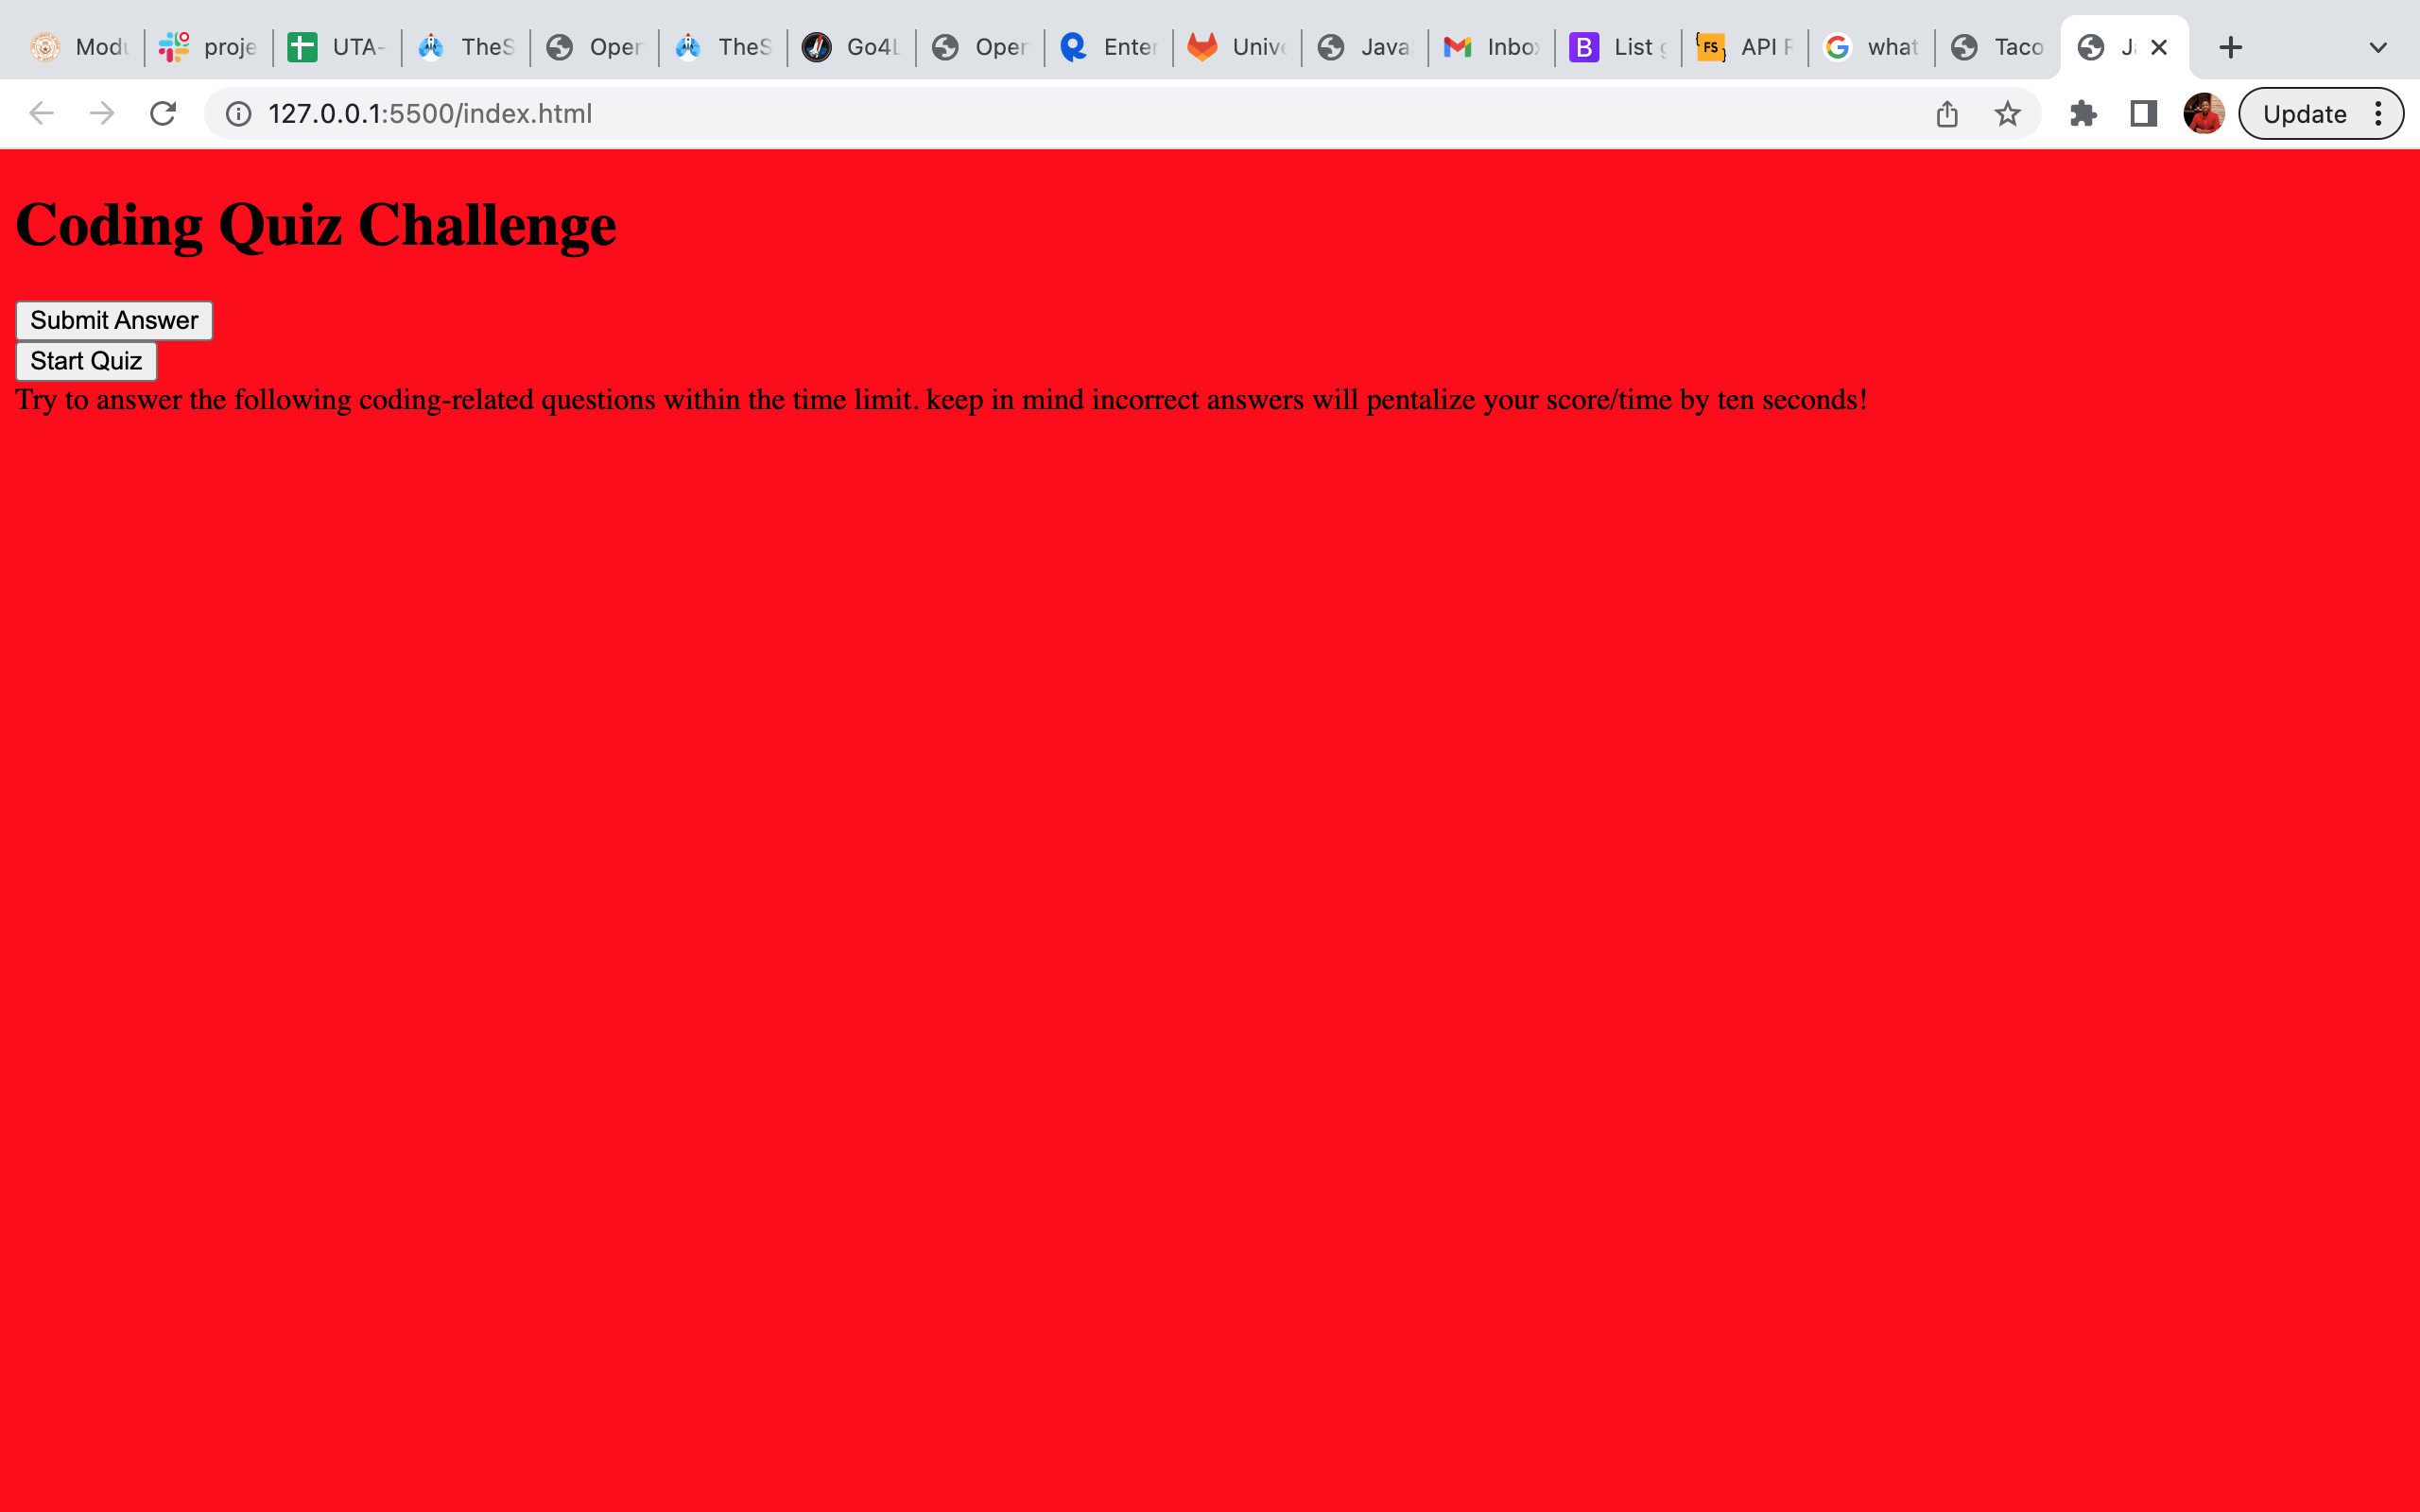 Modu proje UTA- TheS Oper TheS Go4L Oper Enter Unive Java Inbox List g API R what Taco J
127.0.0.1:5500/index.html Update
Coding Quiz Challenge
Submit Answer
Start Quiz
Try to answer the following coding-related questions within the time limit. keep in mind incorrect answers will pentalize your score/time by ten seconds!